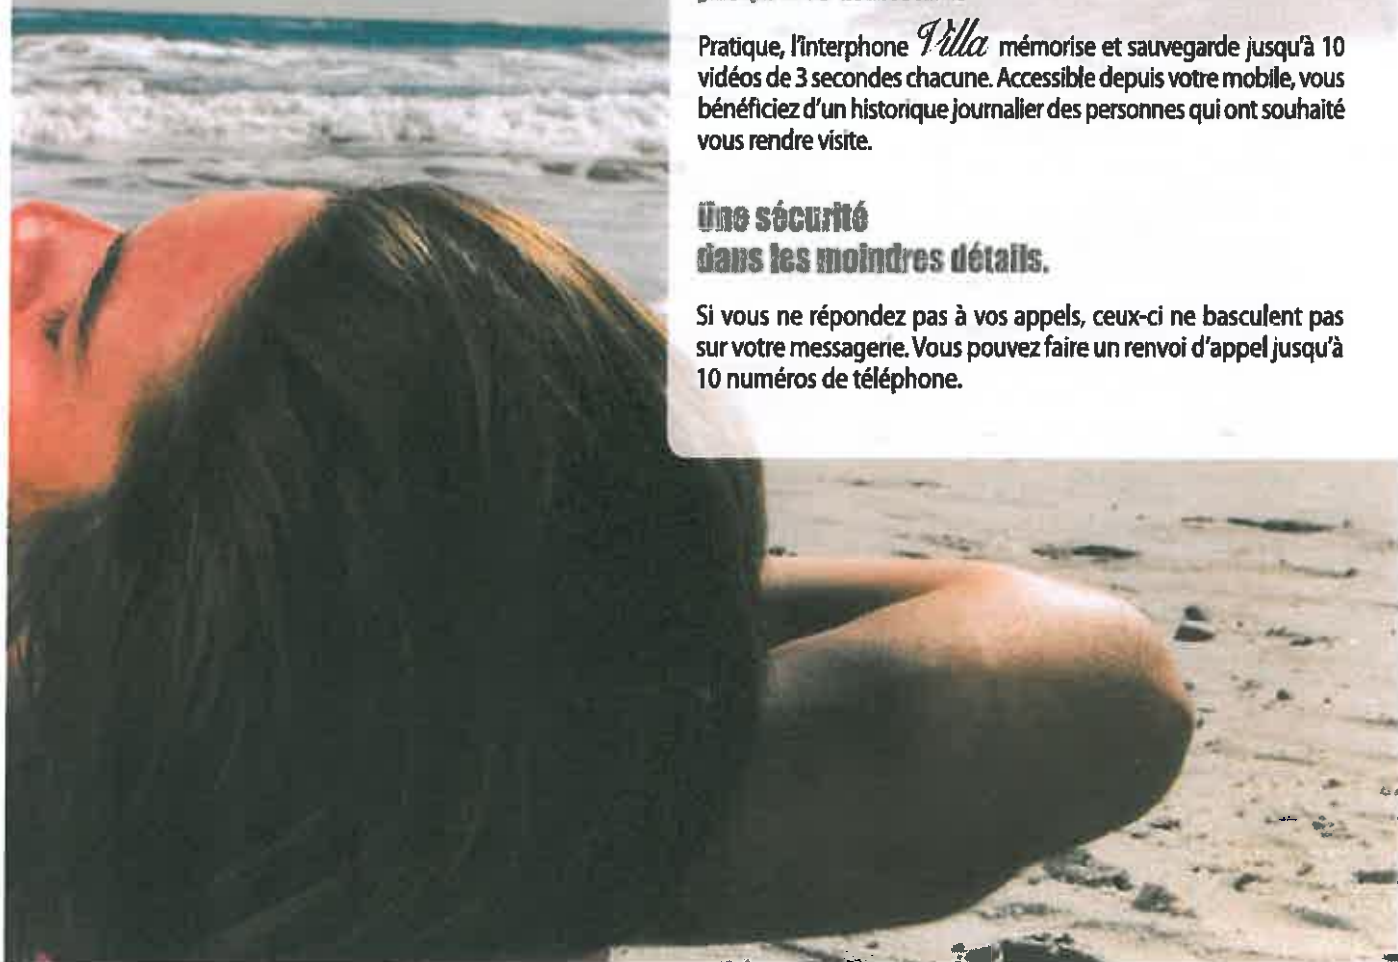 Pratique, l'interphone Villa mémorise et sauvegarde jusqu'à 10
vidéos de 3 secondes chacune. Accessible depuis votre mobile, vous
bénéficiez d'un historique journalier des personnes qui ont souhaité
vous rendre visite.
Une sécurité
dans les moindres détails.
Si vous ne répondez pas à vos appels, ceux-ci ne basculent pas
sur votre messagerie. Vous pouvez faire un renvoi d'appel jusqu'à
10 numéros de téléphone.